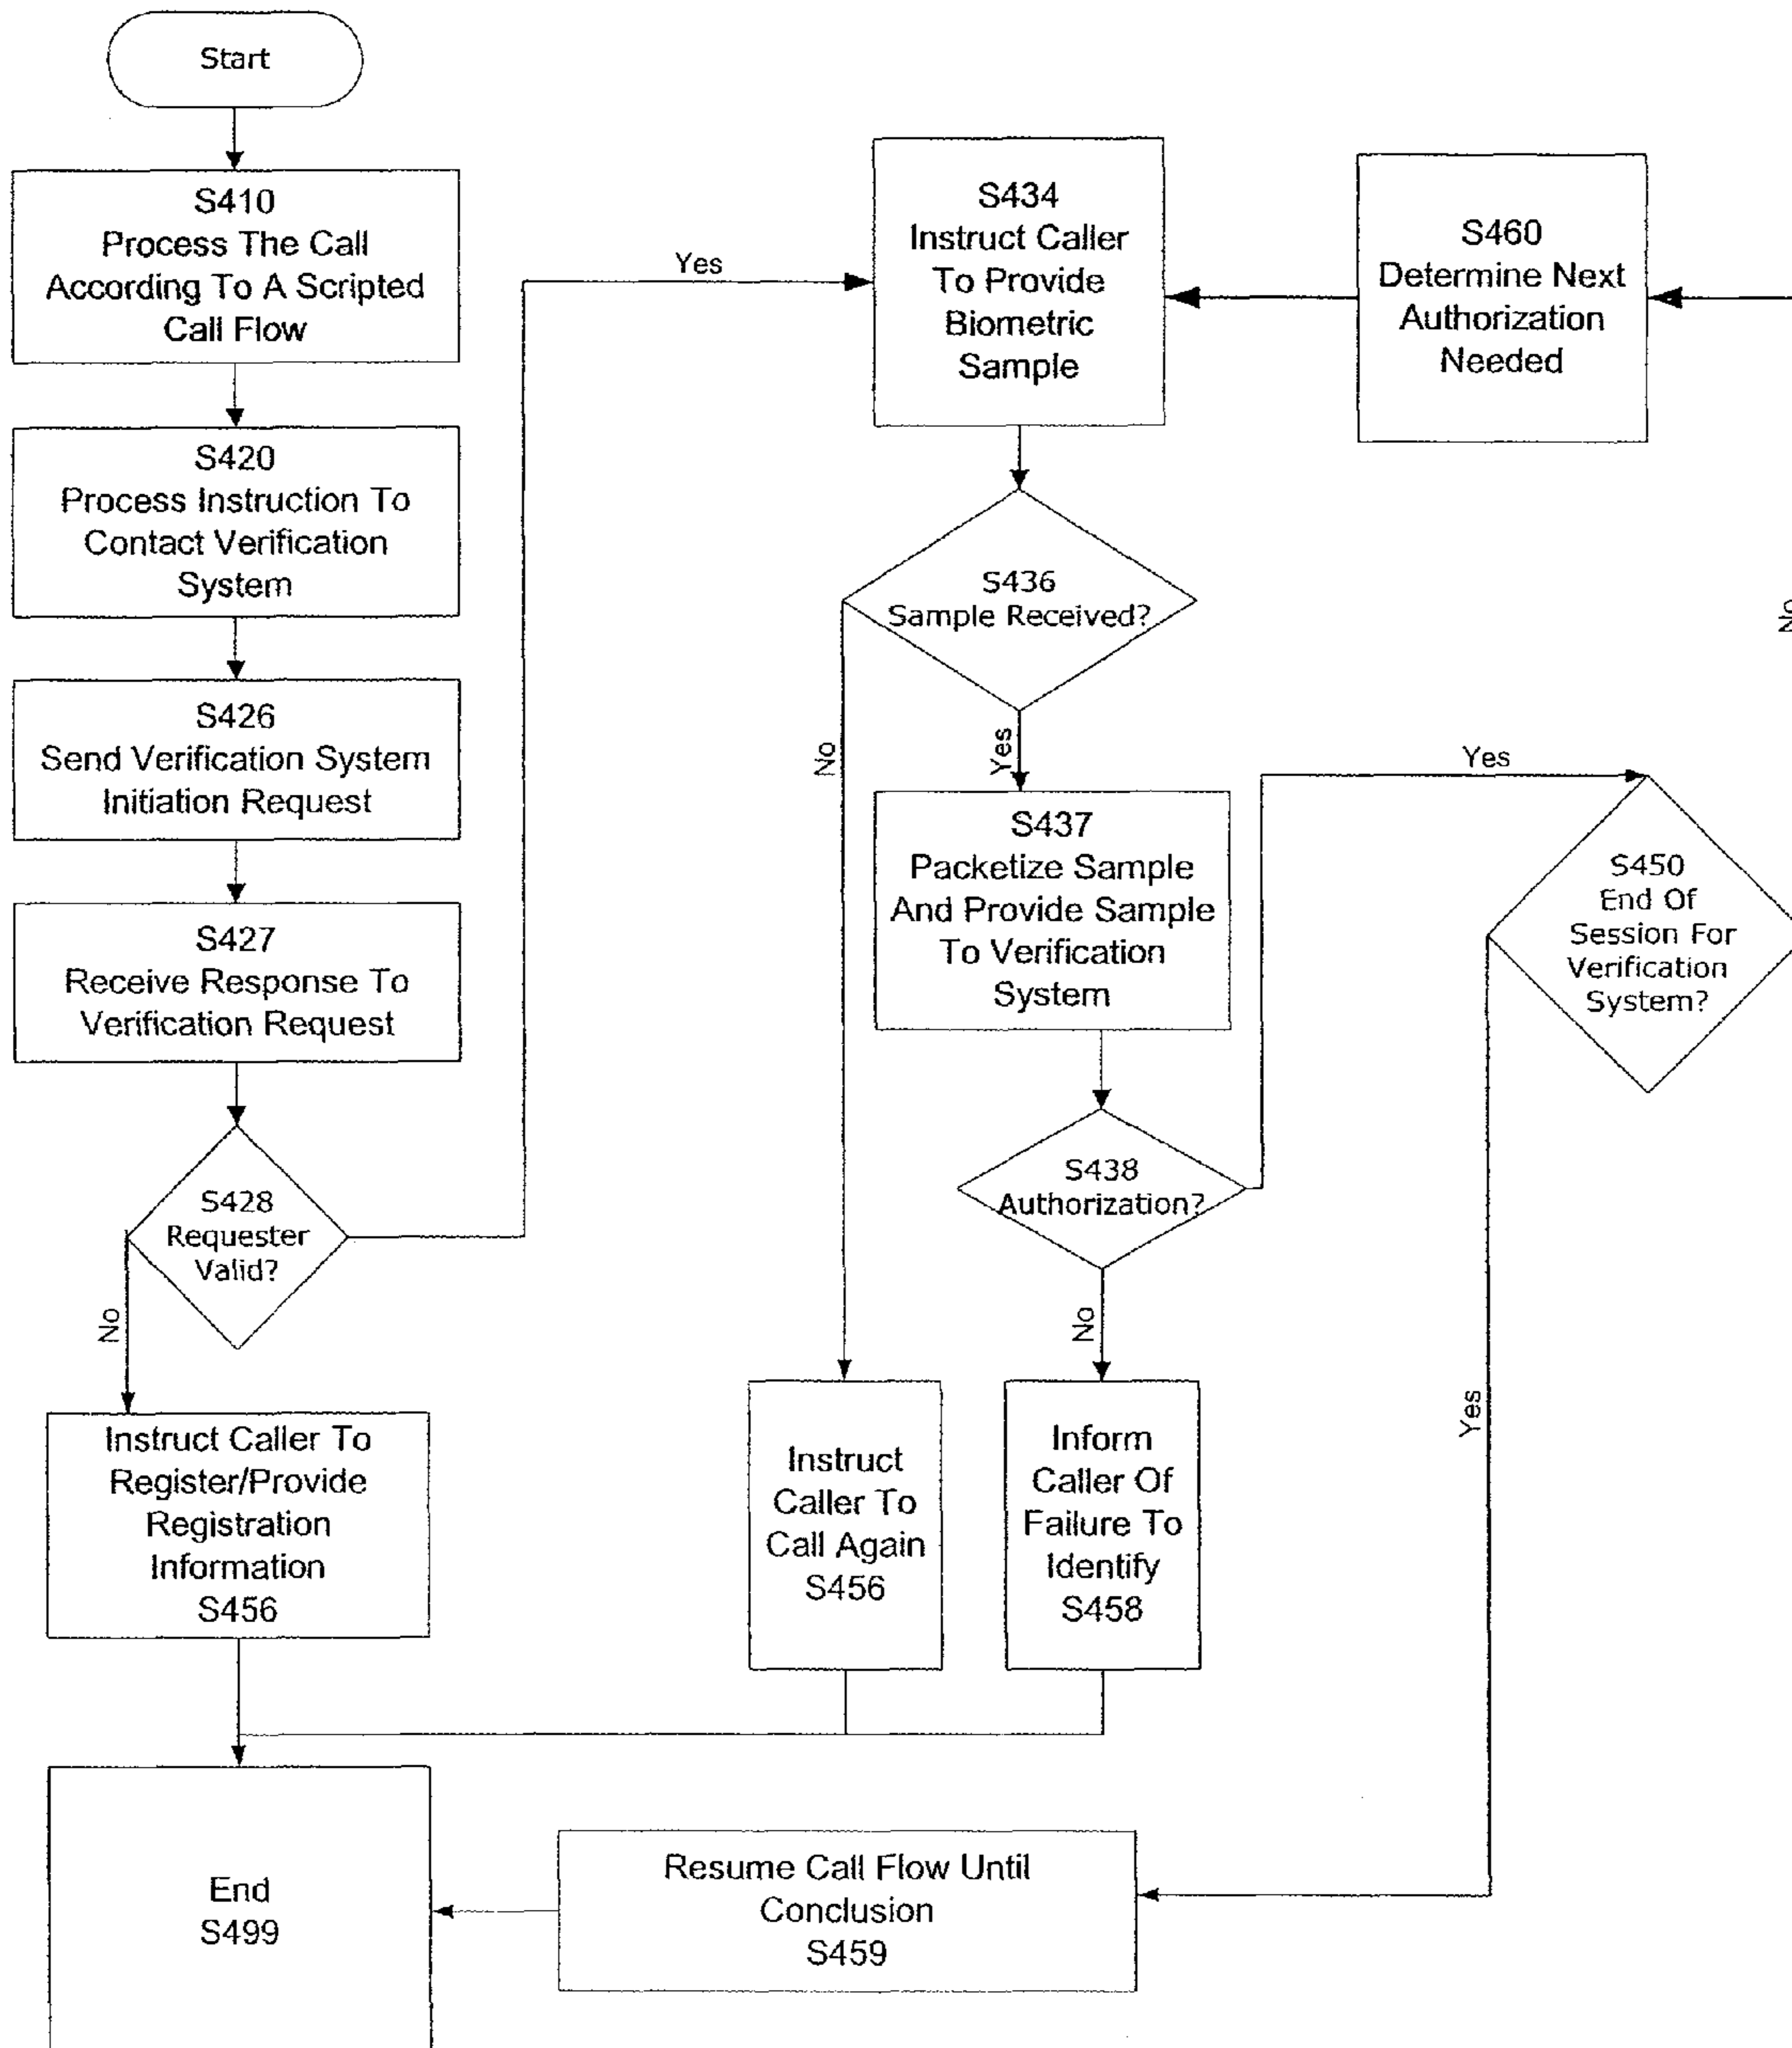 Start
S410
Process The Call
According To A Scripted
Call Flow
S420
Process Instruction To
Contact Verification
System
S426
Send Verification System
Initiation Request
S427
Receive Response To
Verification Request
S428
Requester
Valid?
No
Yes
Instruct Caller To
Register/Provide
Registration
Information
S456
S434
Instruct Caller
To Provide
Biometric
Sample
S460
Determine Next
Authorization
Needed
S436
Sample Received?
No
Yes
S437
Packetize Sample
And Provide Sample
To Verification
System
S438
Authorization?
No
Yes
S450
End Of
Session For
Verification
System?
No
Yes
Instruct
Caller To
Call Again
S456
Inform
Caller Of
Failure To
Identify
S458
End
S499
Resume Call Flow Until
Conclusion
S459